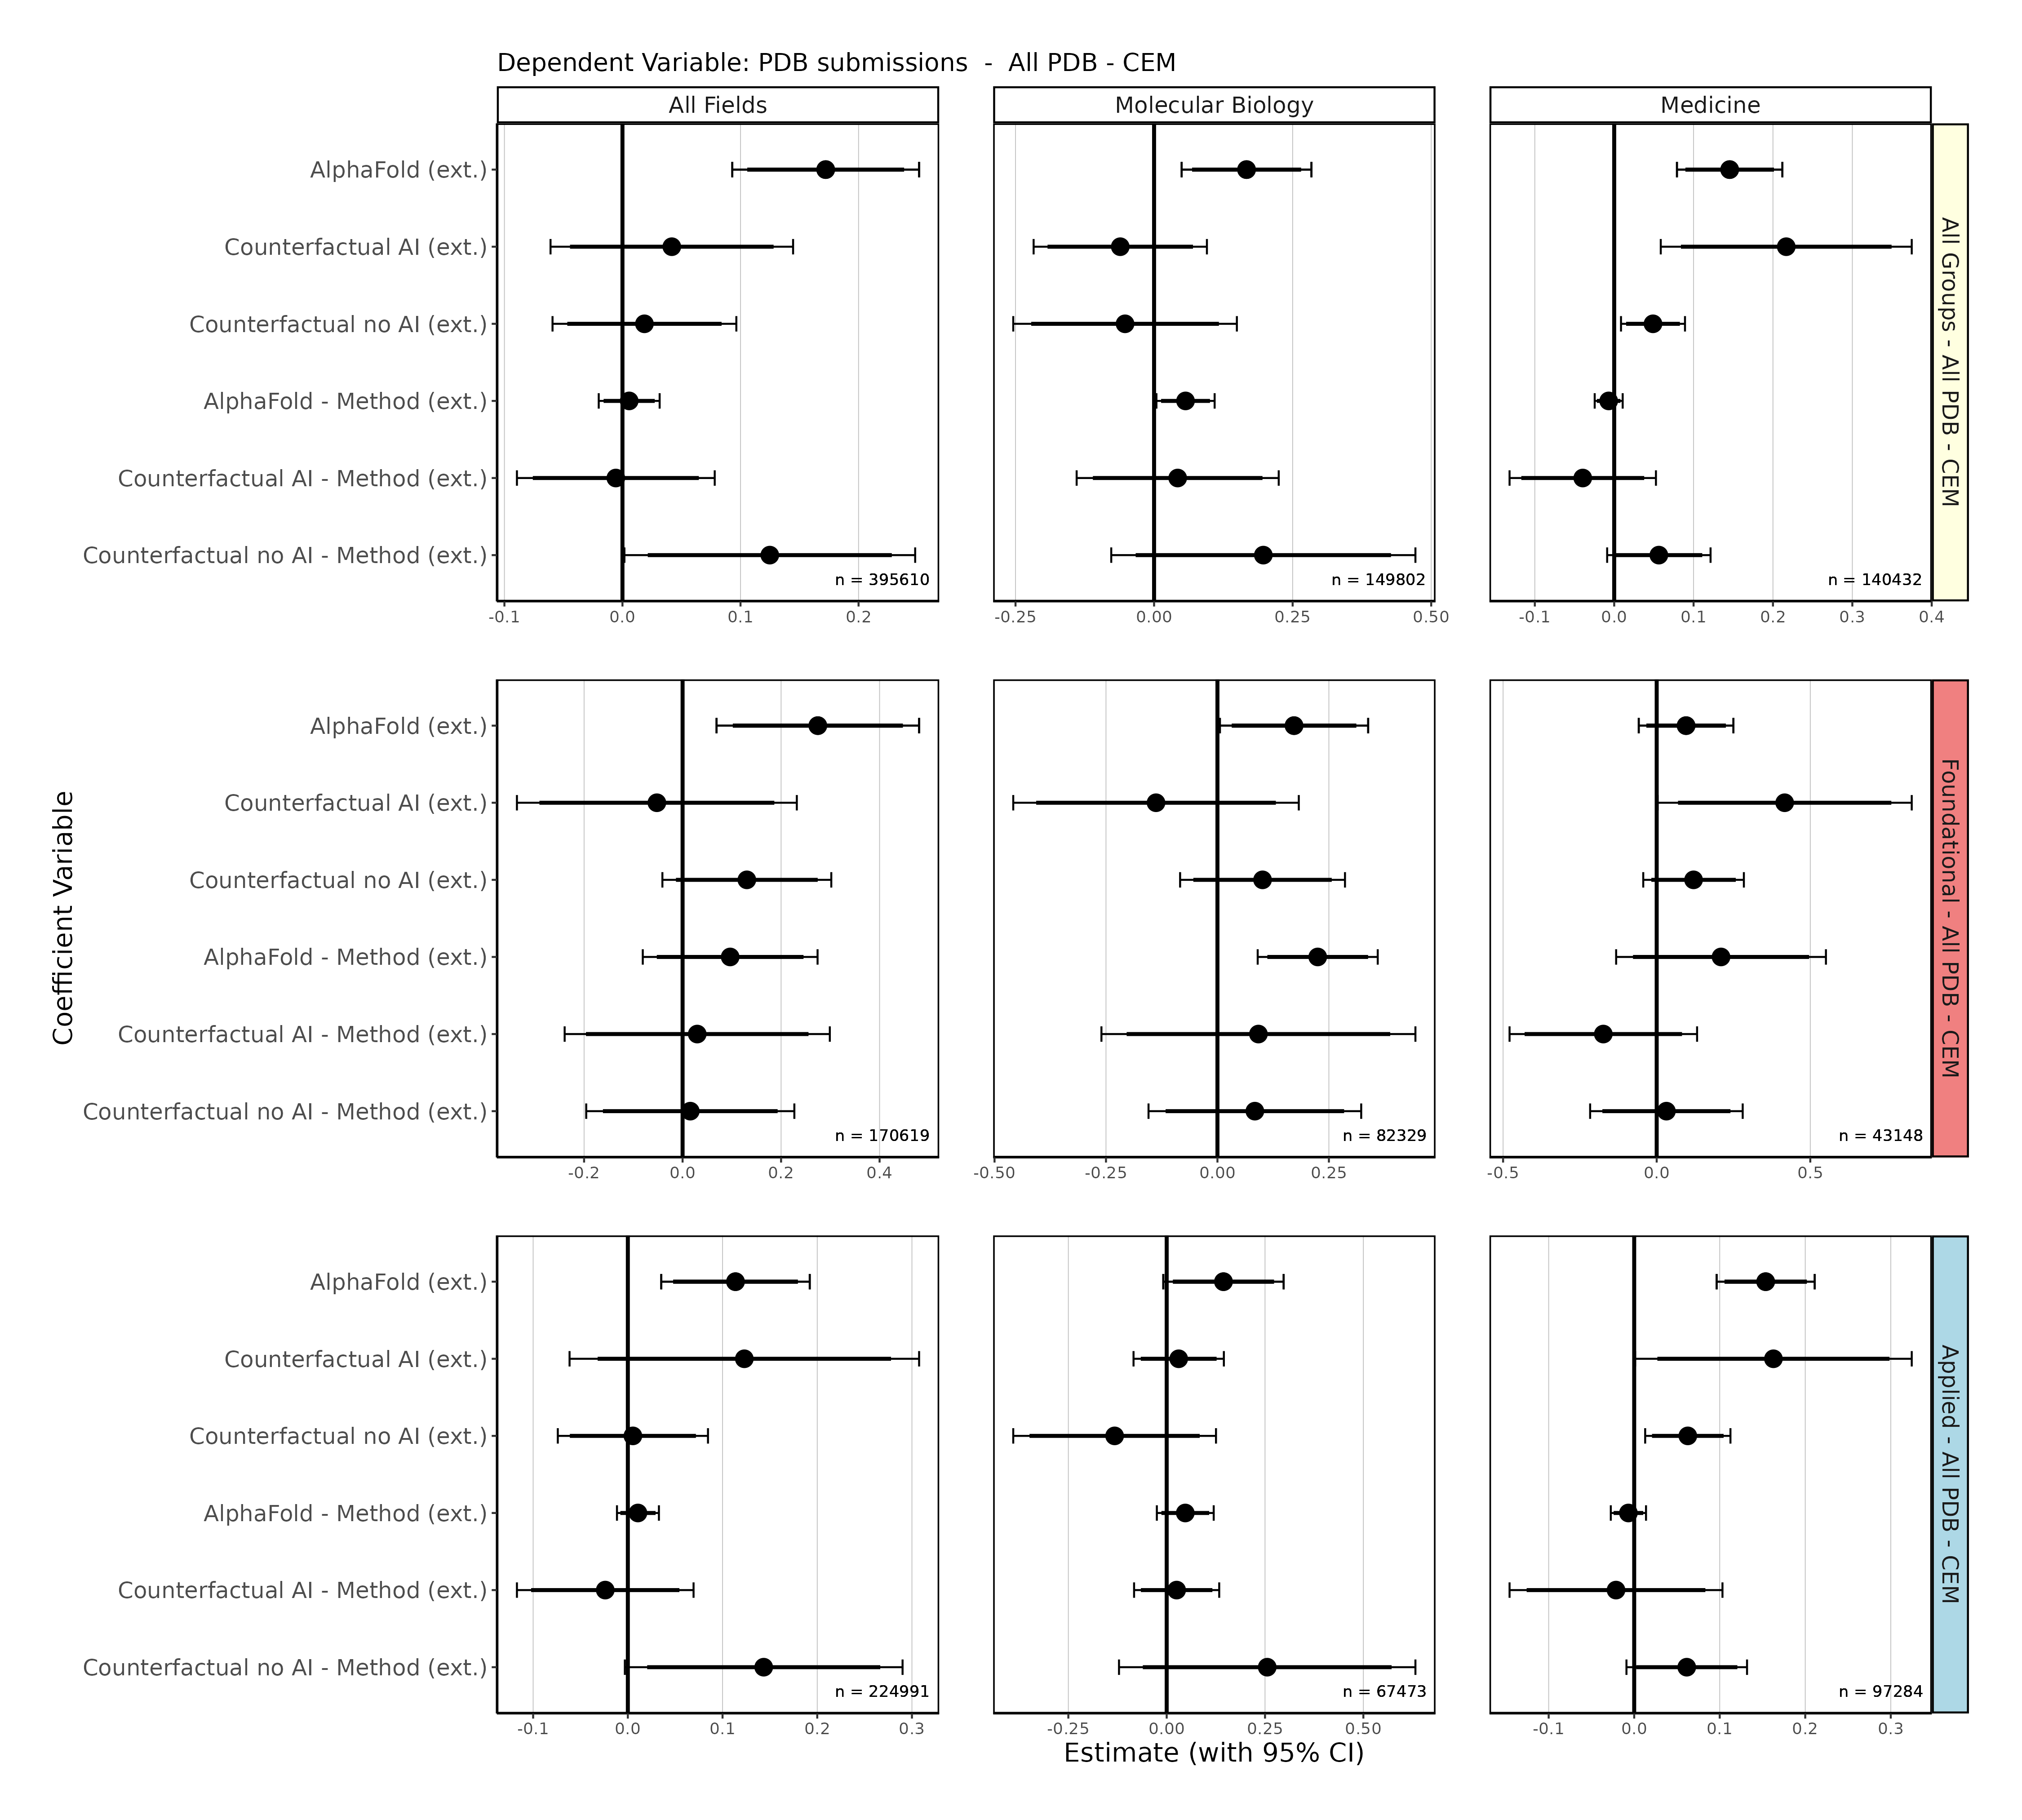 Dependent Variable: PDB submissions - All PDB - CEM
All Fields
Molecular Biology
Medicine
AlphaFold (ext.)
Counterfactual AI (ext.)
Counterfactual no AI (ext.)
AlphaFold - Method (ext.)
Counterfactual AI - Method (ext.)
Counterfactual no AI - Method (ext.)
n = 395610
n = 149802
n = 140432
-0.1 0.0 0.1 0.2
-0.25 0.00 0.25 0.50
-0.1 0.0 0.1 0.2 0.3 0.4
All Groups - All PDB - CEM
Coefficient Variable
AlphaFold (ext.)
Counterfactual AI (ext.)
Counterfactual no AI (ext.)
AlphaFold - Method (ext.)
Counterfactual AI - Method (ext.)
Counterfactual no AI - Method (ext.)
n = 170619
n = 82329
n = 43148
-0.2 0.0 0.2 0.4
-0.50 -0.25 0.00 0.25
-0.5 0.0 0.5
Foundational - All PDB - CEM
AlphaFold (ext.)
Counterfactual AI (ext.)
Counterfactual no AI (ext.)
AlphaFold - Method (ext.)
Counterfactual AI - Method (ext.)
Counterfactual no AI - Method (ext.)
n = 224991
n = 67473
n = 97284
-0.1 0.0 0.1 0.2 0.3
-0.25 0.00 0.25 0.50
-0.1 0.0 0.1 0.2 0.3
Applied - All PDB - CEM
Estimate (with 95% CI)